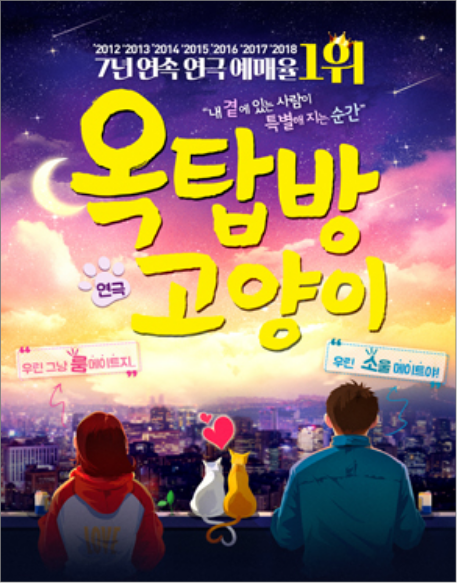 '2012 '2013 '2014 '2015 '2016 '2017 '2018
7년 연속 연극 예매율 1위
"내 곁에 있는 사람이
특별해 지는 순간"
옥탑방
연극
고양이
"우린 그냥 룸메이트지.."
"우린 소울 메이트야!"